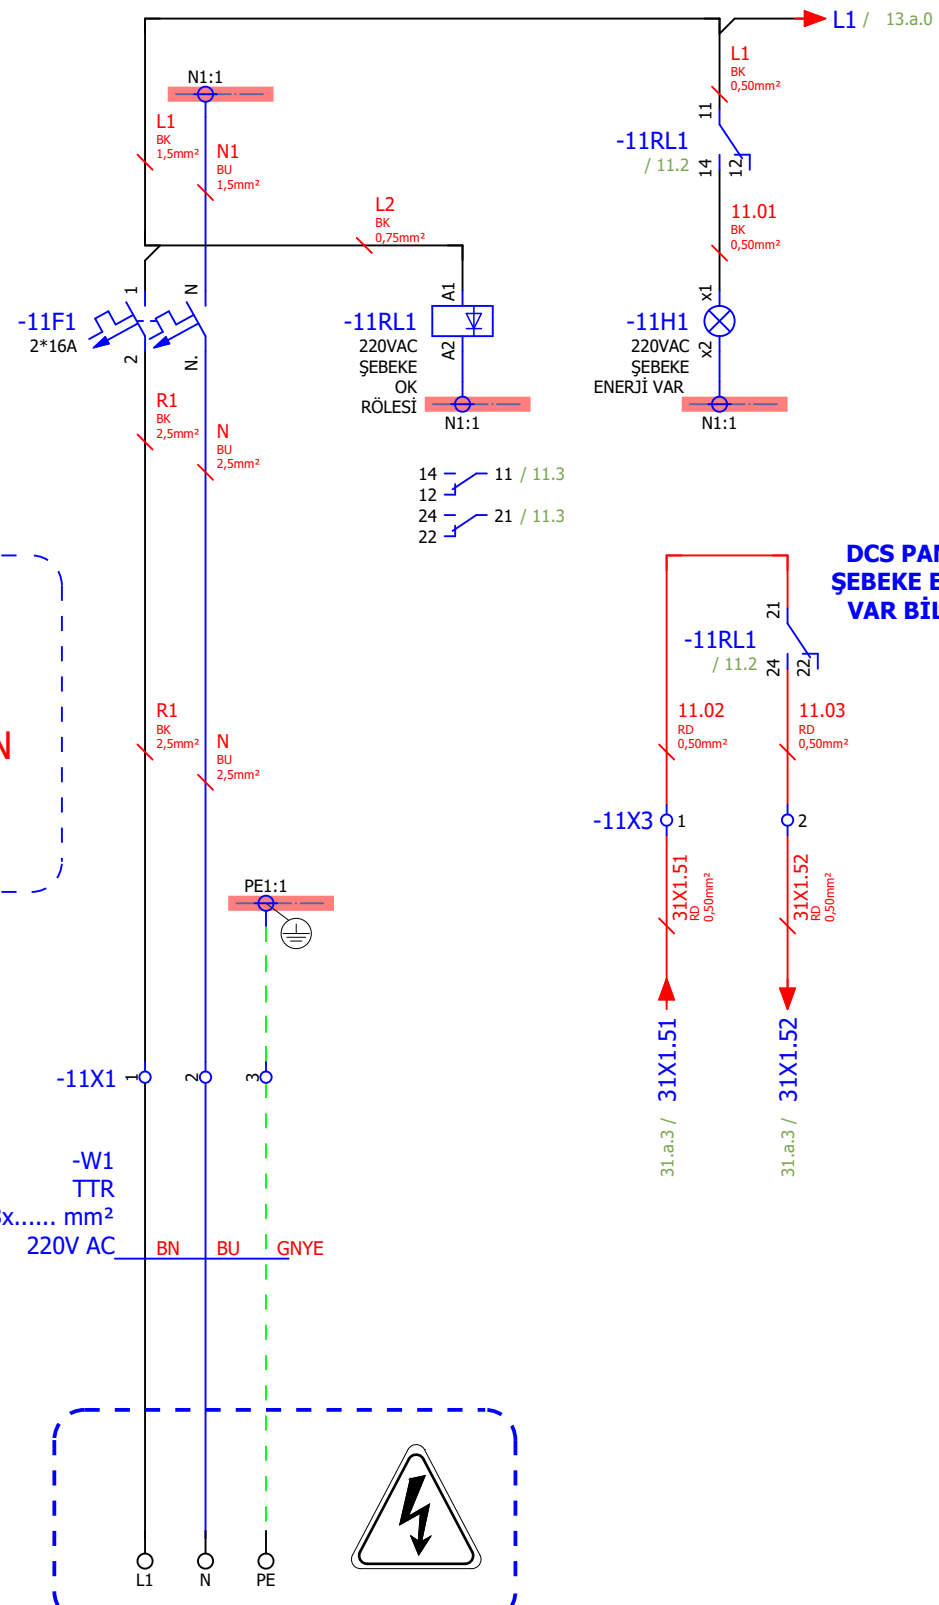 L1 / 13.a.0
N1:1
L1
BK
1,5mm²
N1
BU
1,5mm²
L1
BK
0,50mm²
11
-11RL1
/ 11.2
14
12
L2
BK
0,75mm²
11.01
BK
0,50mm²
-11F1
2*16A
1
2
N
N.
-11RL1
220VAC
ŞEBEKE
OK
RÖLESİ
A1
A2
N1:1
-11H1
220VAC
ŞEBEKE
ENERJİ VAR
x1
x2
N1:1
R1
BK
2,5mm²
N
BU
2,5mm²
14
12
11 / 11.3
24
22
21 / 11.3
DCS PAN
ŞEBEKE E
VAR BİL
21
-11RL1
/ 11.2
24
22
N
R1
BK
2,5mm²
N
BU
2,5mm²
11.02
RD
0,50mm²
11.03
RD
0,50mm²
-11X3
1
2
31X1.51
RD
0,50mm²
31X1.52
RD
0,50mm²
PE1:1
31X1.51
31.a.3 /
31X1.52
31.a.3 /
-11X1
1
2
3
-W1
TTR
x...... mm²
220V AC
BN
BU
GNYE
L1
N
PE